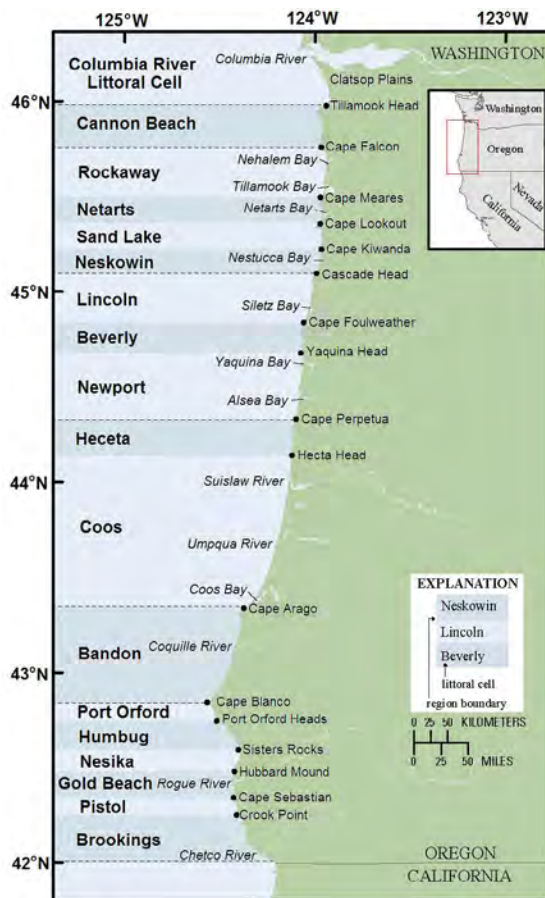 125°W
124°W
123°W
Columbia River
WASHINGTON
Columbia River
Littoral Cell
Clatsop Plains
46°N
Tillamook Head
Cannon Beach
Cape Falcon
Nehalem Bay
Rockaway
Tillamook Bay
Cape Meares
Netarts
Netarts Bay
Cape Lookout
Sand Lake
Cape Kiwanda
Neskowin
Nestucca Bay
Cascade Head
45°N
Lincoln
Siletz Bay
Cape Foulweather
Beverly
Yaquina Head
Yaquina Bay
Newport
Alsea Bay
Cape Perpetua
Heceta
Hecta Head
44°N
Suislaw River
Coos
Umpqua River
Coos Bay
Cape Arago
Coquille River
Bandon
43°N
Cape Blanco
Port Orford
Port Orford Heads
Humbug
Sisters Rocks
Nesika
Hubbard Mound
Gold Beach
Rogue River
Cape Sebastian
Pistol
Crook Point
Brookings
Chetco River
42°N
OREGON
CALIFORNIA
Washington
Oregon
Nevada
California
EXPLANATION
Neskowin
Lincoln
Beverly
littoral cell
region boundary
0 25 50 KILOMETERS
0 25 50 MILES